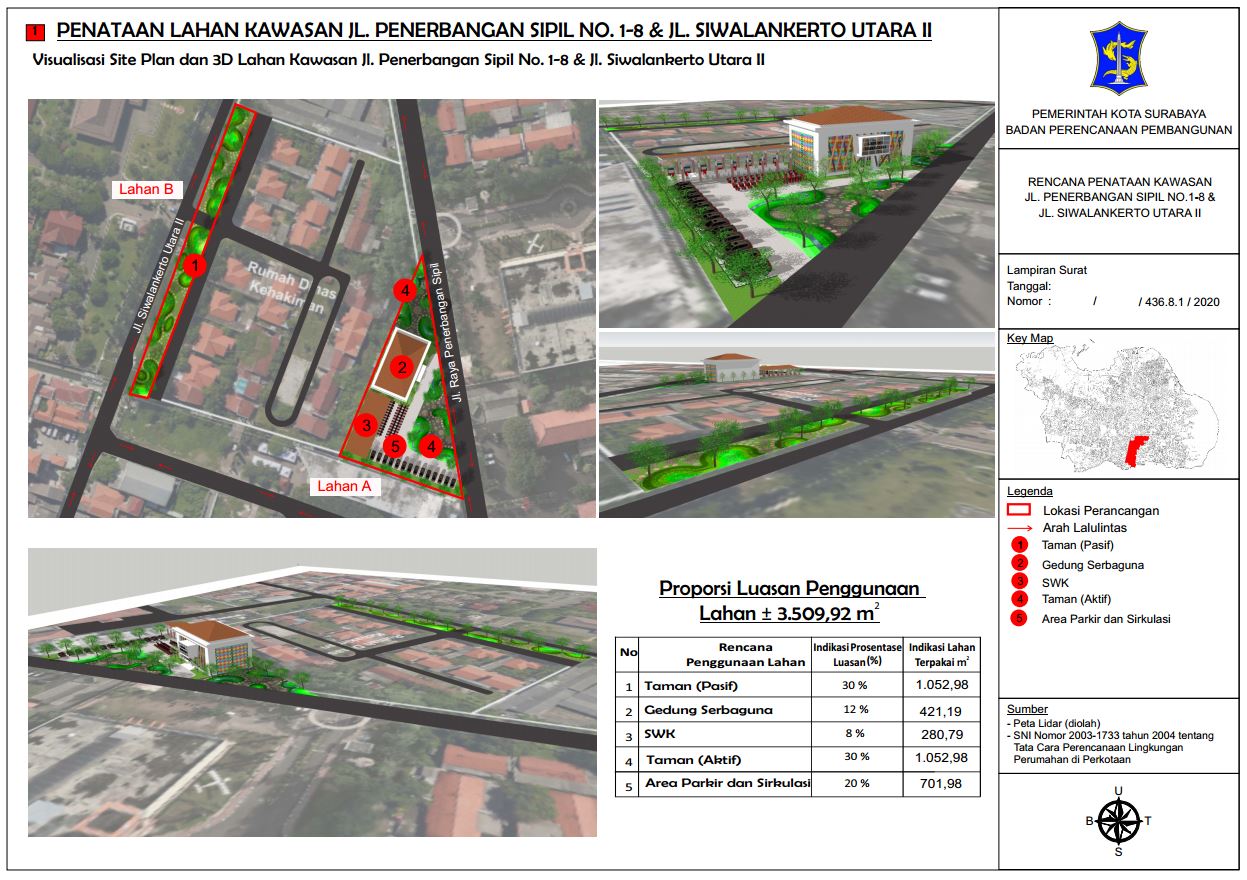 1 PENATAAN LAHAN KAWASAN JL. PENERBANGAN SIPIL NO. 1-8 & JL. SIWALANKERTO UTARA II
Visualisasi Site Plan dan 3D Lahan Kawasan Jl. Penerbangan Sipil No. 1-8 & Jl. Siwalankerto Utara II
Lahan B
Jl. Siwalankerto Utara II
1
Rumah Dinas
Kehakiman
4
2
3
5
4
Jl. Raya Penerbangan Sipil
Lahan A
Proporsi Luasan Penggunaan
Lahan ± 3.509,92 m²
No Rencana Penggunaan Lahan Indikasi Prosentase Luasan (%) Indikasi Lahan Terpakai m²
1 Taman (Pasif) 30 % 1.052,98
2 Gedung Serbaguna 12 % 421,19
3 SWK 8 % 280,79
4 Taman (Aktif) 30 % 1.052,98
5 Area Parkir dan Sirkulasi 20 % 701,98
PEMERINTAH KOTA SURABAYA
BADAN PERENCANAAN PEMBANGUNAN
RENCANA PENATAAN KAWASAN
JL. PENERBANGAN SIPIL NO.1-8 &
JL. SIWALANKERTO UTARA II
Lampiran Surat
Tanggal:
Nomor : / / 436.8.1 / 2020
Key Map
Legenda
Lokasi Perancangan
Arah Lalulintas
1 Taman (Pasif)
2 Gedung Serbaguna
3 SWK
4 Taman (Aktif)
5 Area Parkir dan Sirkulasi
Sumber
- Peta Lidar (diolah)
- SNI Nomor 2003-1733 tahun 2004 tentang
Tata Cara Perencanaan Lingkungan
Perumahan di Perkotaan
U
B T
S